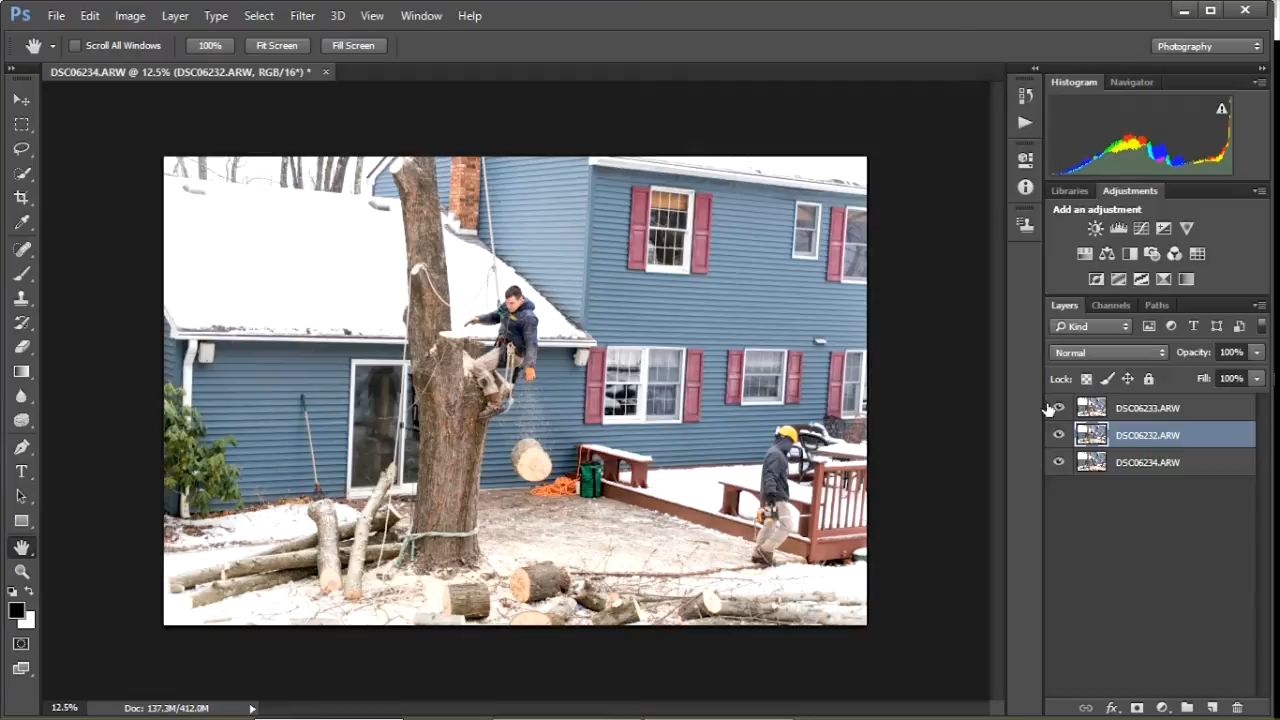 Ps File Edit Image Layer Type Select Filter 3D View Window Help
Scroll All Windows 100% Fit Screen Fill Screen Photography
DSC06234.ARW @ 12.5% (DSC06232.ARW, RGB/16*) * ×
Histogram Navigator
Libraries Adjustments
Add an adjustment
Layers Channels Paths
Kind
Normal Opacity: 100%
Lock: Fill: 100%
DSC06233.ARW
DSC06232.ARW
DSC06234.ARW
12.5% Doc: 137.3M/412.0M